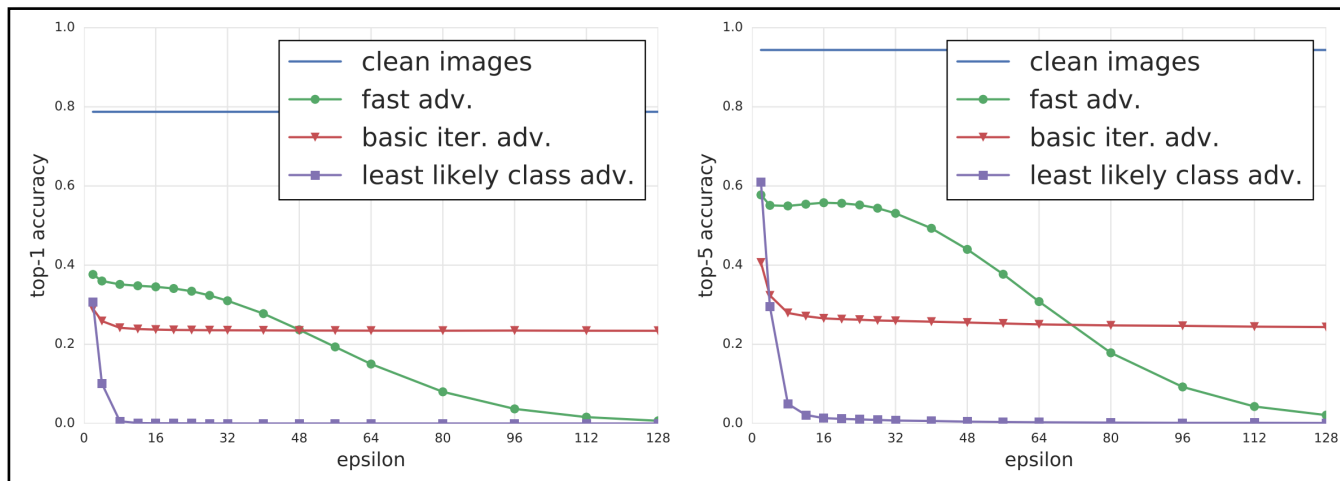 1.0
0.8
0.6
0.4
0.2
0.0
top-1 accuracy
clean images
fast adv.
basic iter. adv.
least likely class adv.
0 16 32 48 64 80 96 112 128
epsilon
1.0
0.8
0.6
0.4
0.2
0.0
top-5 accuracy
clean images
fast adv.
basic iter. adv.
least likely class adv.
0 16 32 48 64 80 96 112 128
epsilon